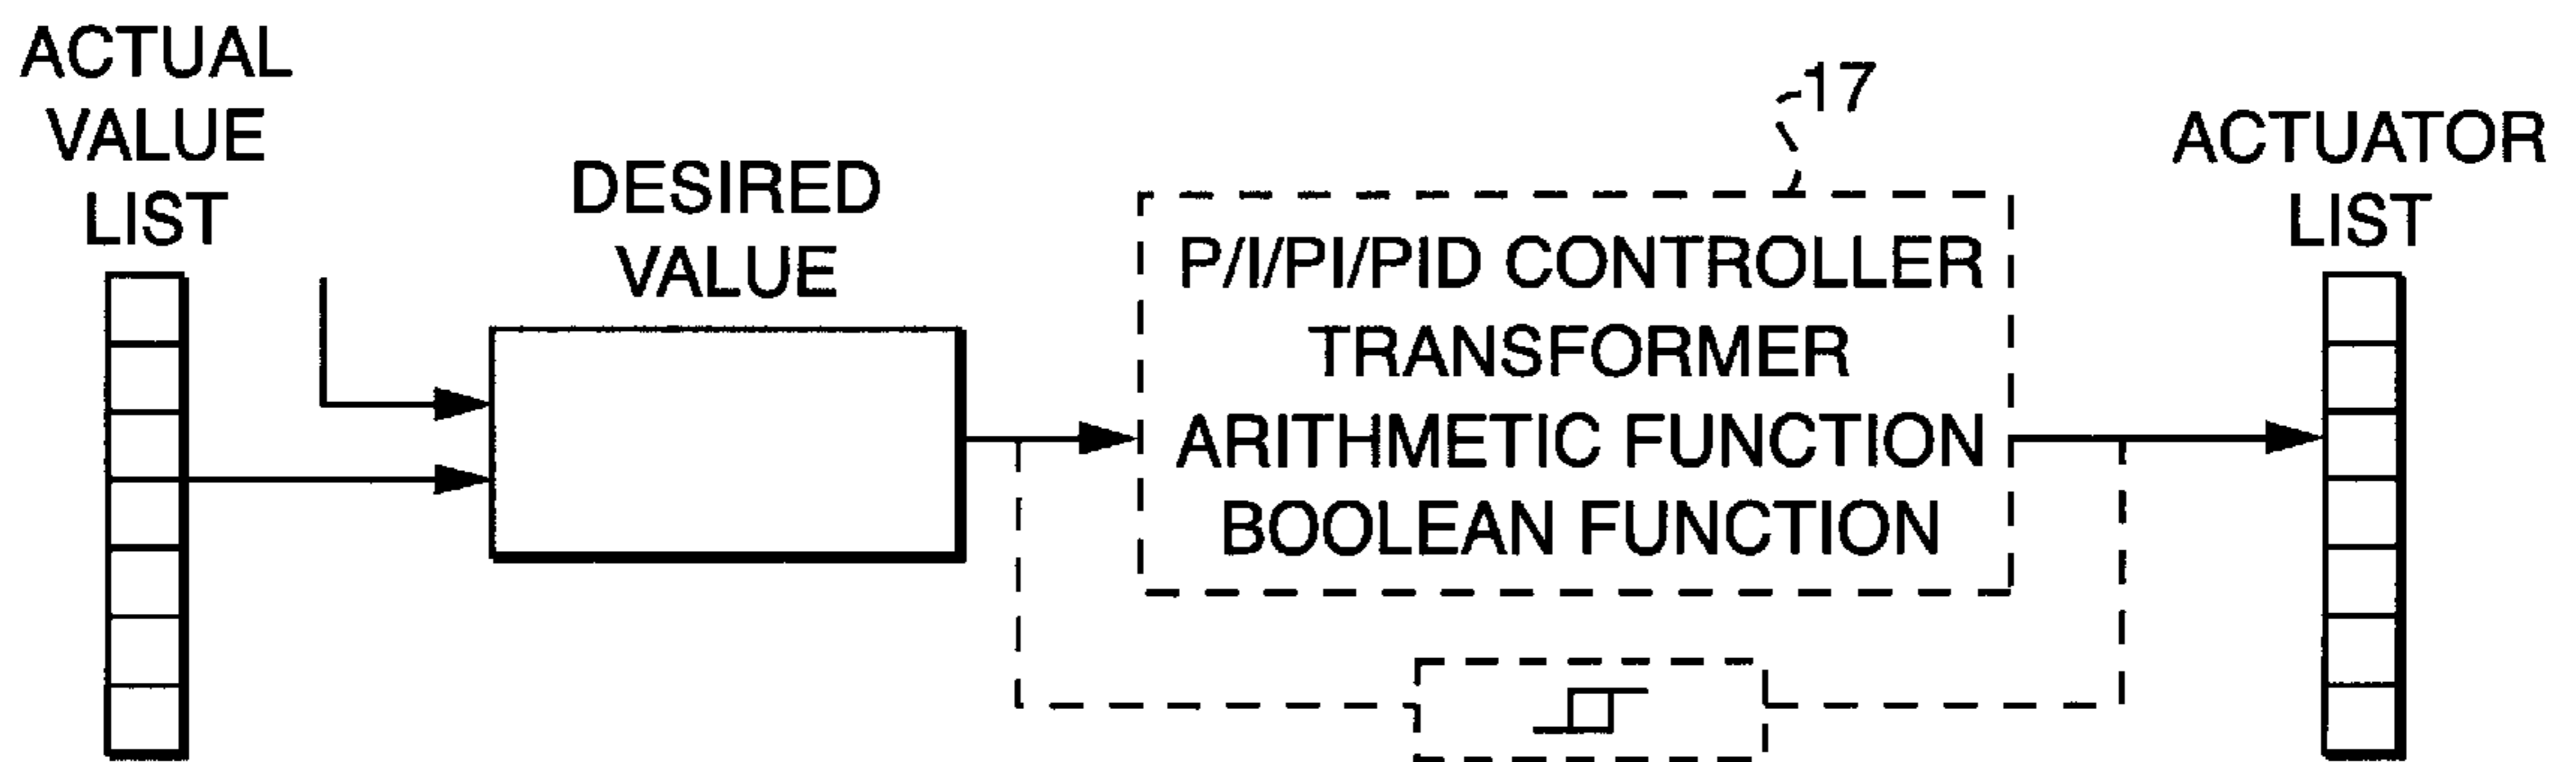 ACTUAL
VALUE
LIST
DESIRED
VALUE
17
P/I/PI/PID CONTROLLER
TRANSFORMER
ARITHMETIC FUNCTION
BOOLEAN FUNCTION
ACTUATOR
LIST